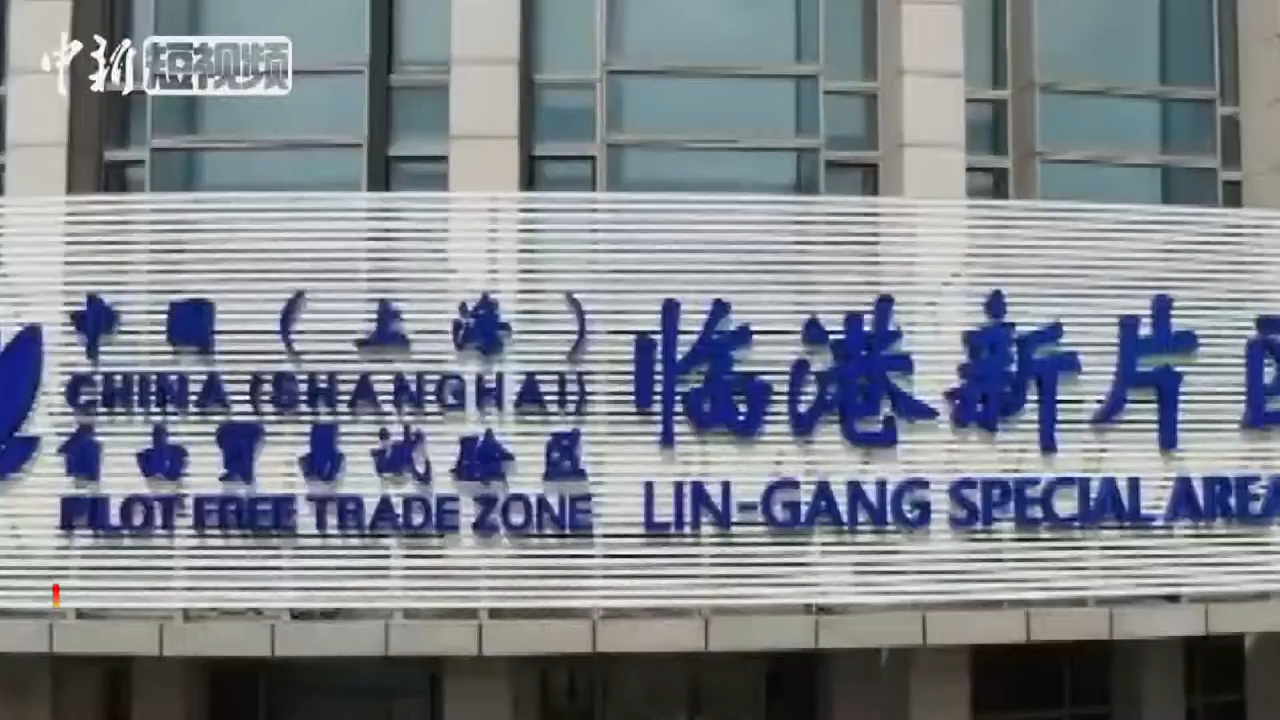 中新短视频
中国（上海）
CHINA (SHANGHAI)
自由贸易试验区
PILOT FREE TRADE ZONE
临港新片区
LIN-GANG SPECIAL AREA